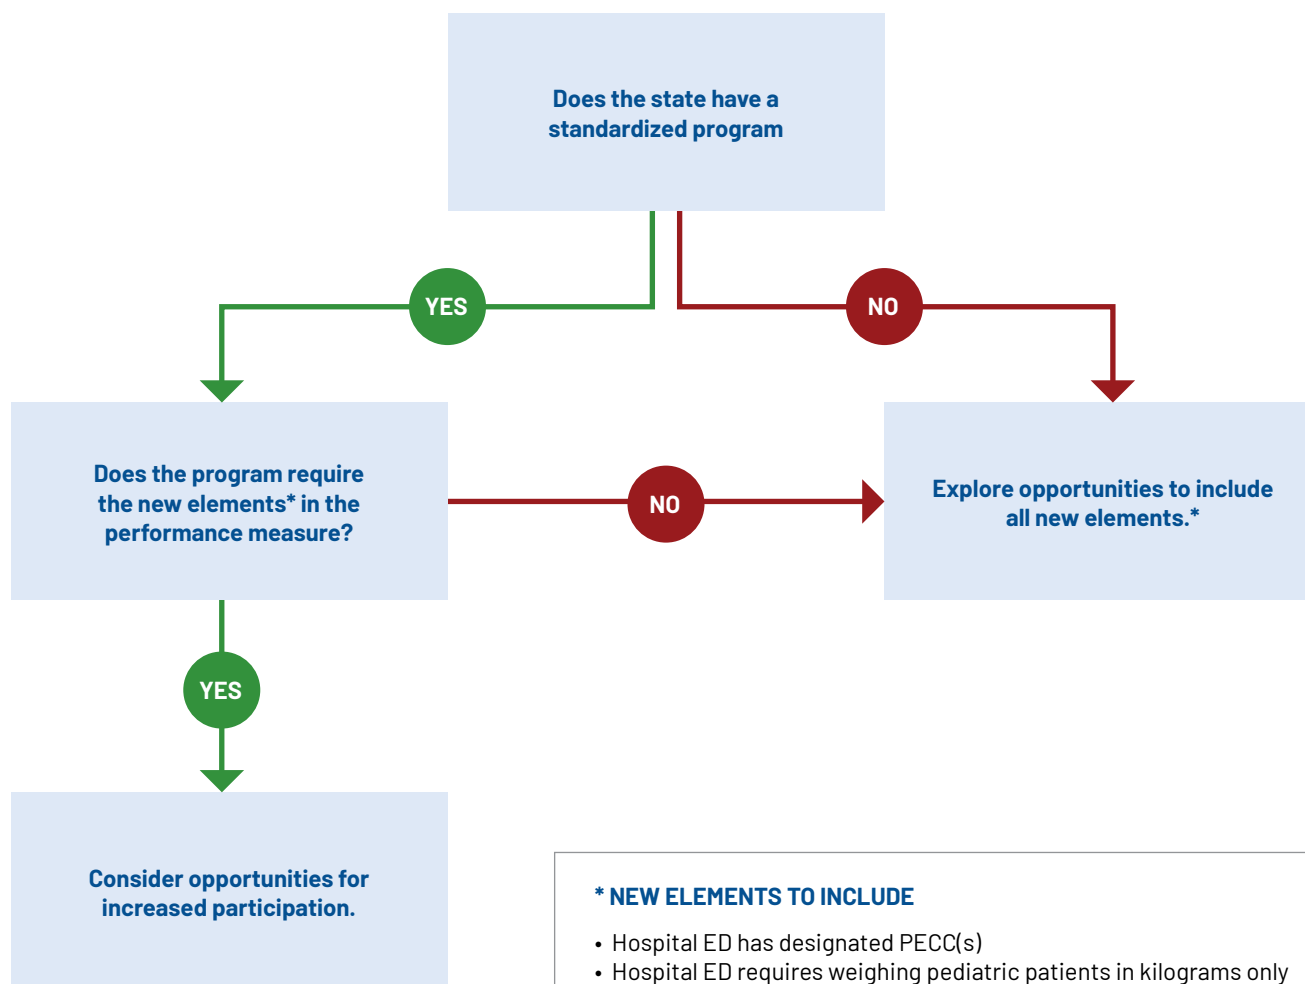 Does the state have a
standardized program
YES
NO
Does the program require
the new elements* in the
performance measure?
NO
Explore opportunities to include
all new elements.*
YES
Consider opportunities for
increased participation.
* NEW ELEMENTS TO INCLUDE
• Hospital ED has designated PECC(s)
• Hospital ED requires weighing pediatric patients in kilograms only